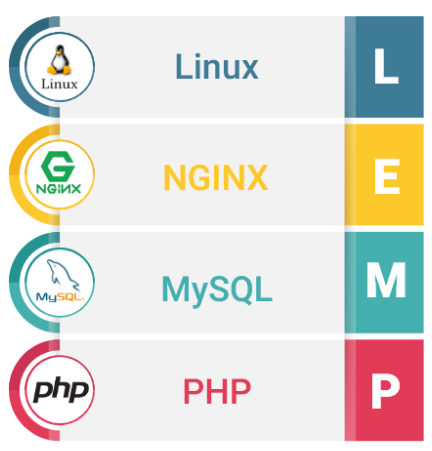 Linux Linux L
NGINX NGINX E
MySQL MySQL M
php PHP P